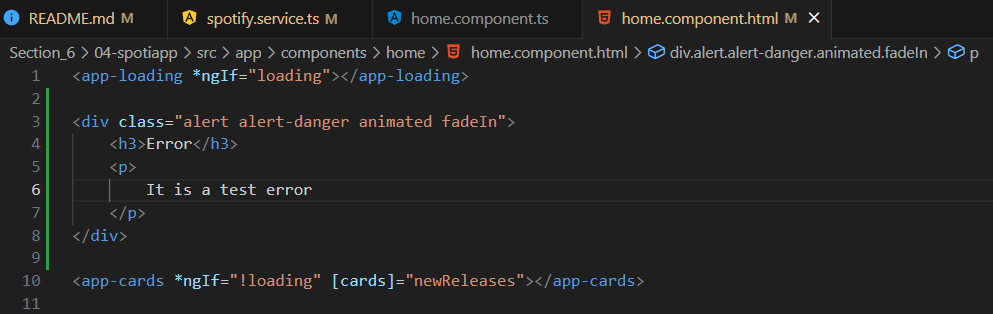 README.md M spotify.service.ts M home.component.ts home.component.html M
Section_6 > 04-spotiapp > src > app > components > home > home.component.html > div.alert.alert-danger.animated.fadeIn > p
1 <app-loading *ngIf="loading"></app-loading>
2
3 <div class="alert alert-danger animated fadeIn">
4 <h3>Error</h3>
5 <p>
6 It is a test error
7 </p>
8 </div>
9
10 <app-cards *ngIf="!loading" [cards]="newReleases"></app-cards>
11